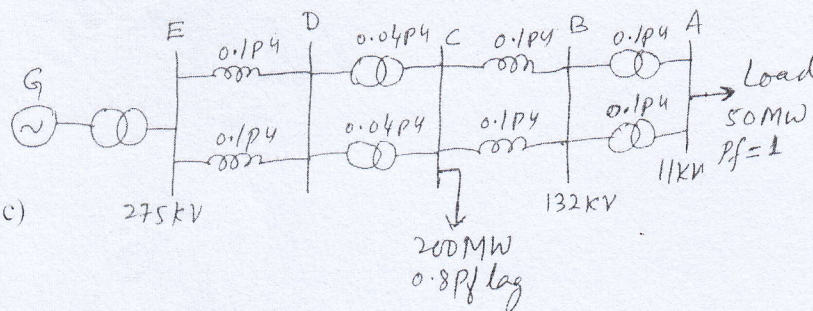 E D C B A
0.1PU 0.04PU 0.1PU 0.1PU
G
~
Load
50MW
Pf=1
0.1PU 0.04PU 0.1PU 0.1PU
11KV
c) 275KV 132KV
200MW
0.8Pf lag